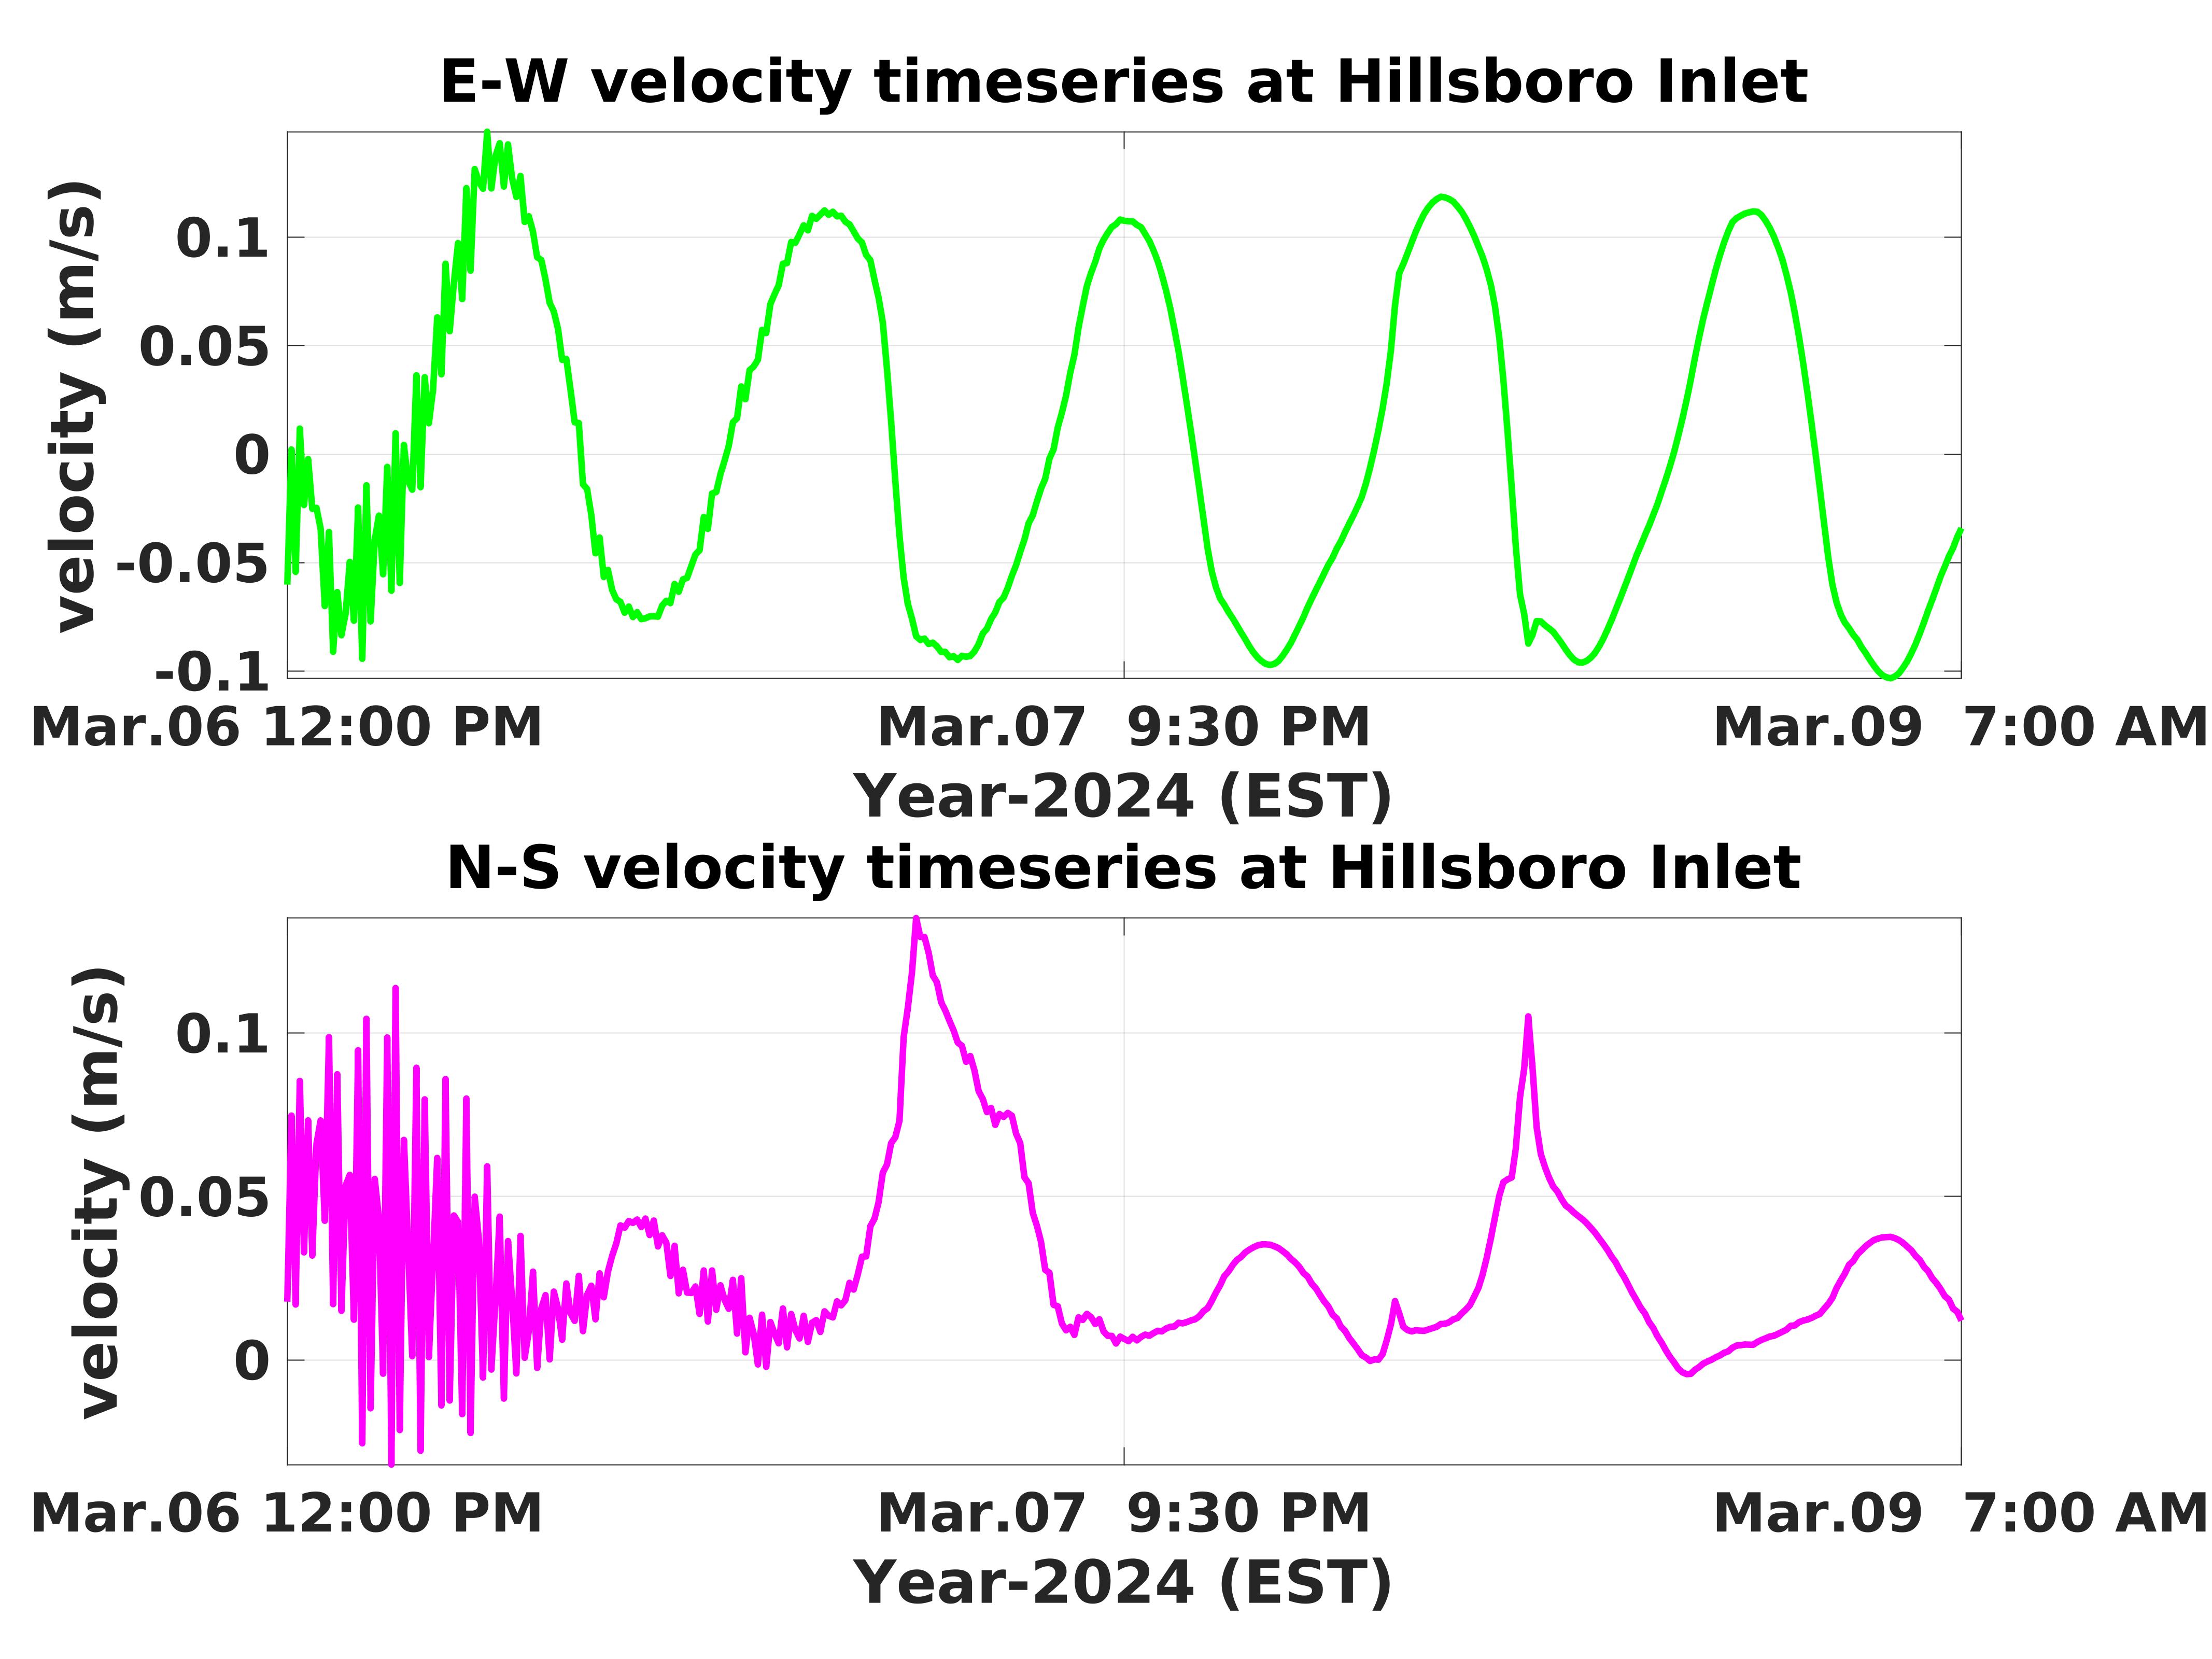 E-W velocity timeseries at Hillsboro Inlet
velocity (m/s)
0.1
0.05
0
-0.05
-0.1
Mar.06 12:00 PM Mar.07 9:30 PM Mar.09 7:00 AM
Year-2024 (EST)
N-S velocity timeseries at Hillsboro Inlet
velocity (m/s)
0.1
0.05
0
Mar.06 12:00 PM Mar.07 9:30 PM Mar.09 7:00 AM
Year-2024 (EST)